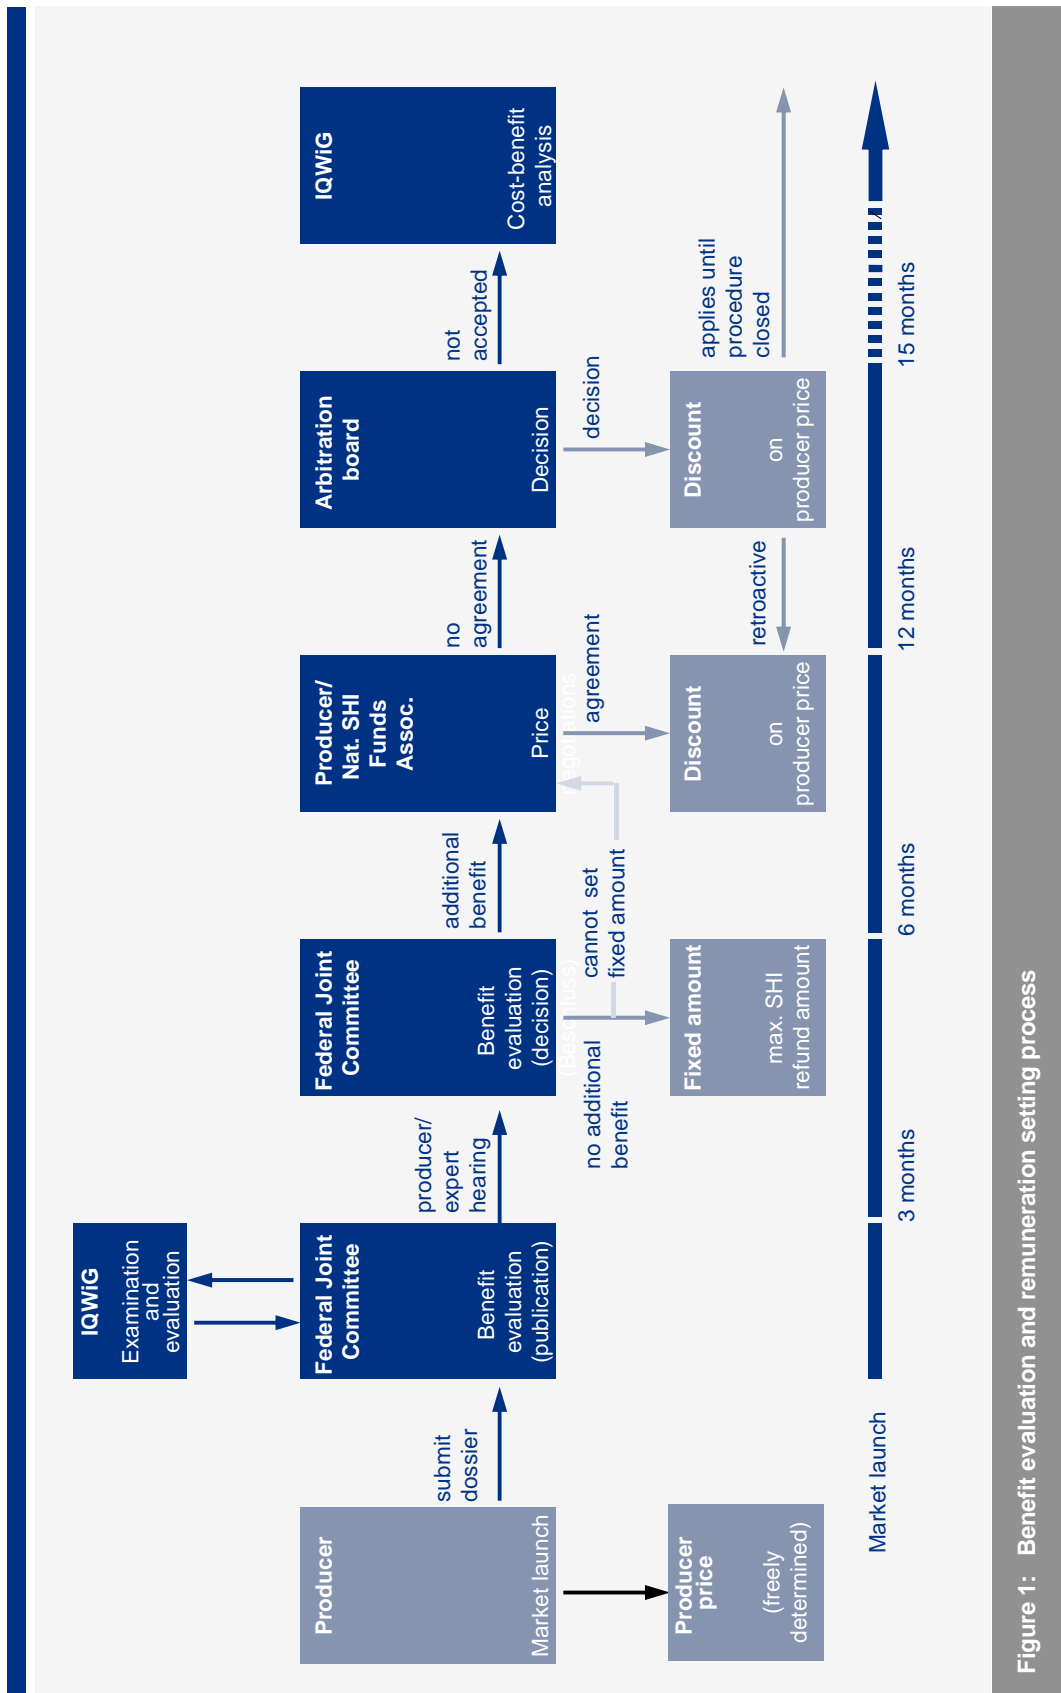 IQWiG
Examination
and
evaluation
Producer
Market launch
submit
dossier
Federal Joint
Committee
Benefit
evaluation
(publication)
producer/
expert
hearing
Federal Joint
Committee
Benefit
evaluation
(decision)
(Beschluss)
additional
benefit
Producer/
Nat. SHI
Funds
Assoc.
Price
negotiations
no
agreement
Arbitration
board
Decision
not
accepted
IQWiG
Cost-benefit
analysis
no additional
benefit
cannot set
fixed amount
agreement
decision
Producer
price
(freely
determined)
Fixed amount
max. SHI
refund amount
Discount
on
producer price
retroactive
Discount
on
producer price
applies until
procedure
closed
Market launch
3 months
6 months
12 months
15 months
Figure 1: Benefit evaluation and remuneration setting process